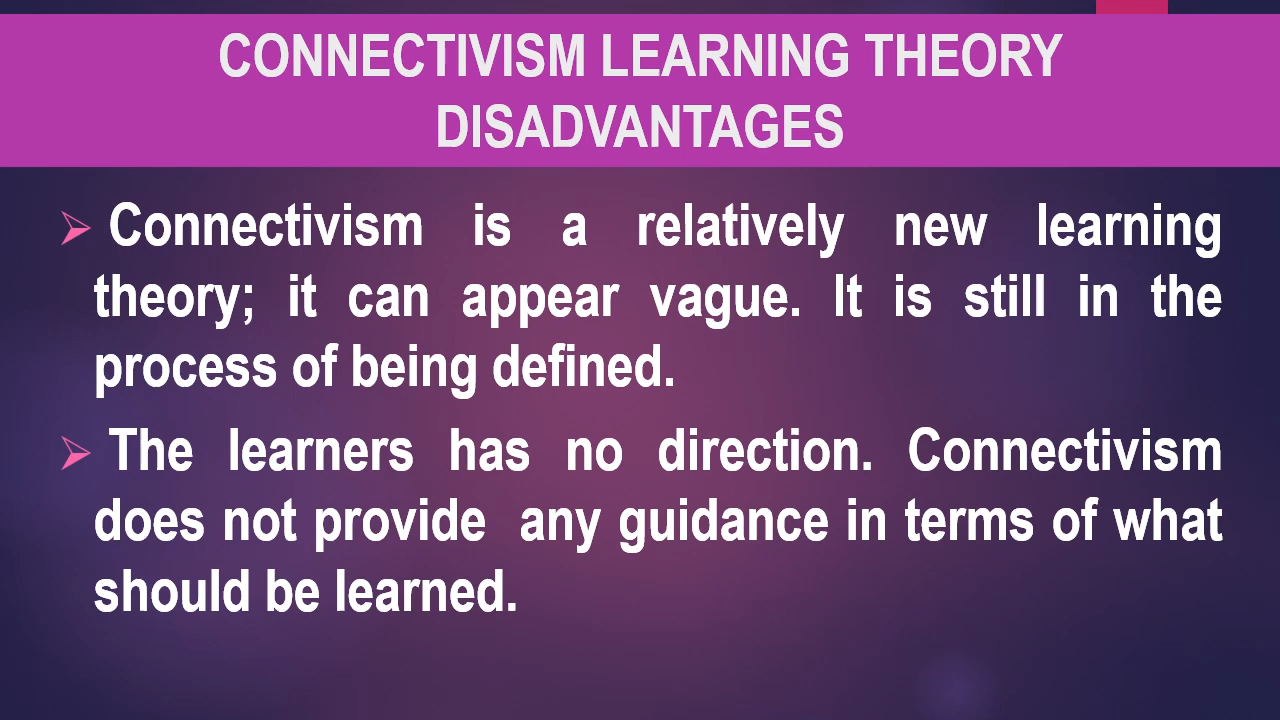 CONNECTIVISM LEARNING THEORY
DISADVANTAGES
Connectivism is a relatively new learning
theory; it can appear vague. It is still in the
process of being defined.
The learners has no direction. Connectivism
does not provide any guidance in terms of what
should be learned.